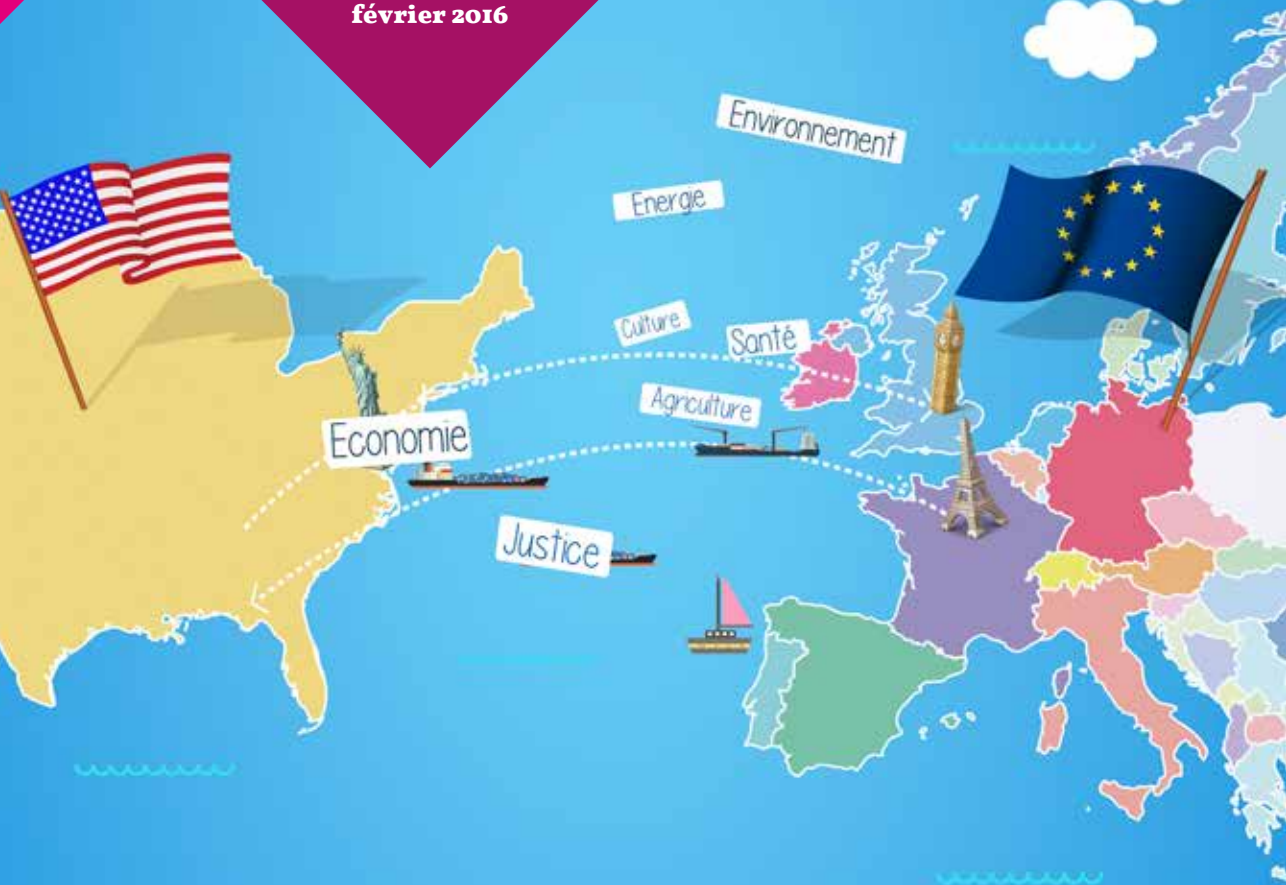 février 2016
Environnement
Energie
Culture
Santé
Agriculture
Economie
Justice